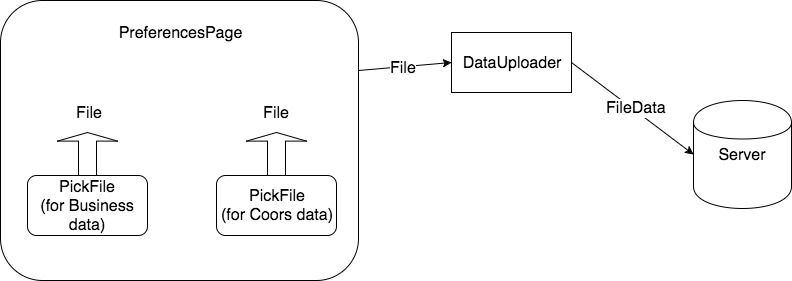 PreferencesPage
File
File
File
DataUploader
FileData
Server
PickFile
(for Business
data)
PickFile
(for Coors data)